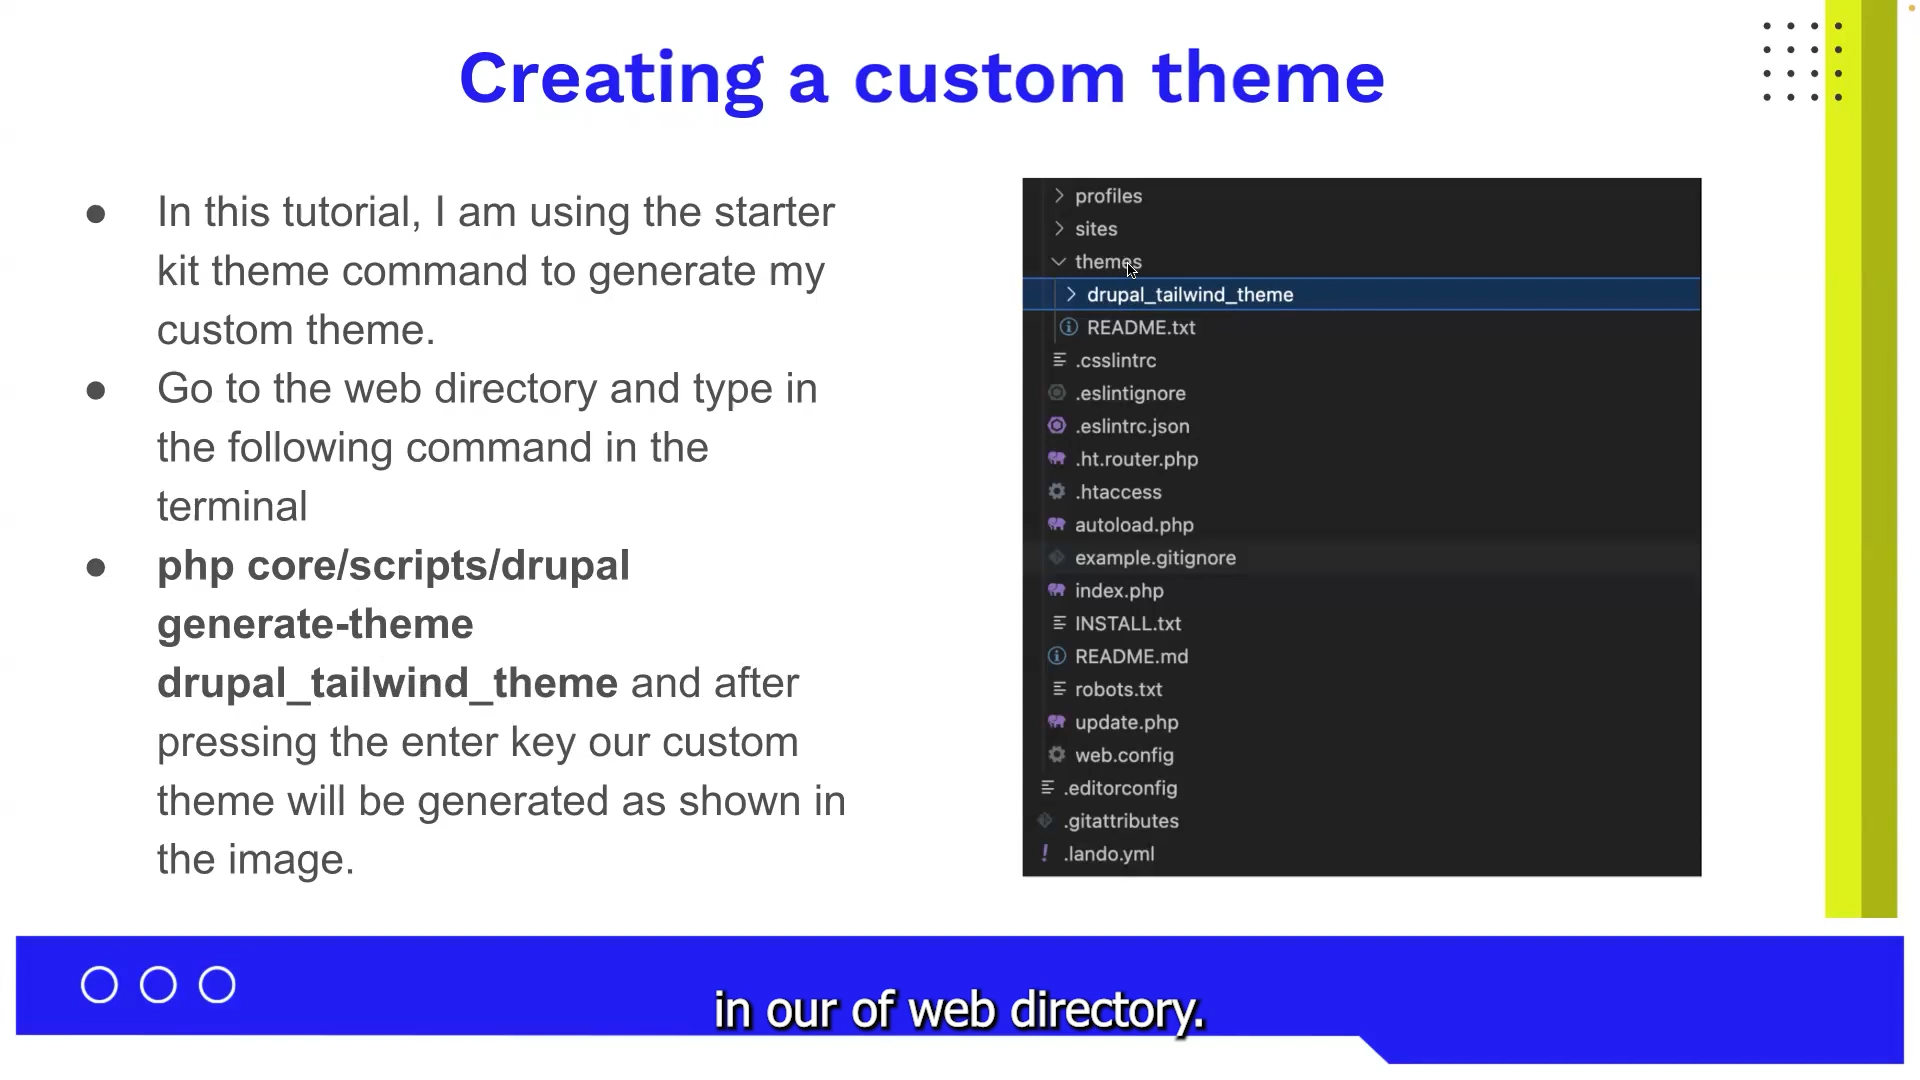 Creating a custom theme
● In this tutorial, I am using the starter
kit theme command to generate my
custom theme.
● Go to the web directory and type in
the following command in the
terminal
● php core/scripts/drupal
generate-theme
drupal_tailwind_theme and after
pressing the enter key our custom
theme will be generated as shown in
the image.
profiles
sites
themes
drupal_tailwind_theme
README.txt
.csslintrc
.eslintignore
.eslintrc.json
.ht.router.php
.htaccess
autoload.php
example.gitignore
index.php
INSTALL.txt
README.md
robots.txt
update.php
web.config
.editorconfig
.gitattributes
.lando.yml
in our of web directory.